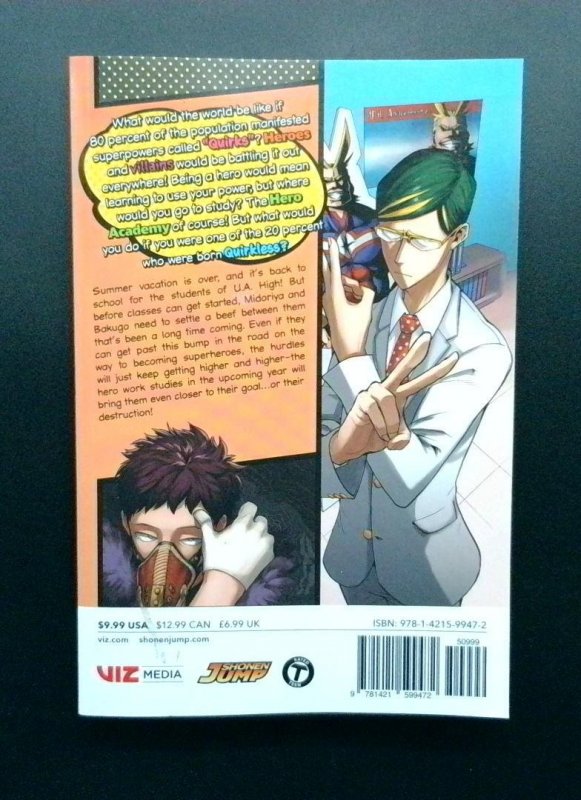 What would the world be like if
80 percent of the population manifested
superpowers called "Quirks"? Heroes
and villains would be battling it out
everywhere! Being a hero would mean
learning to use your power, but where
would you go to study? The Hero
Academy of course! But what would
you do if you were one of the 20 percent
who were born Quirkless?
Summer vacation is over, and it's back to
school for the students of U.A. High! But
before classes can get started, Midoriya and
Bakugo need to settle a beef between them
that's been a long time coming. Even if they
can get past this bump in the road on the
way to becoming superheroes, the hurdles
will just keep getting higher and higher—the
hero work studies in the upcoming year will
bring them even closer to their goal...or their
destruction!
$9.99 USA $12.99 CAN £6.99 UK
viz.com shonenjump.com
VIZ MEDIA
SHONEN
JUMP
RATED
T
TEEN
ISBN: 978-1-4215-9947-2
50999
9 781421 599472